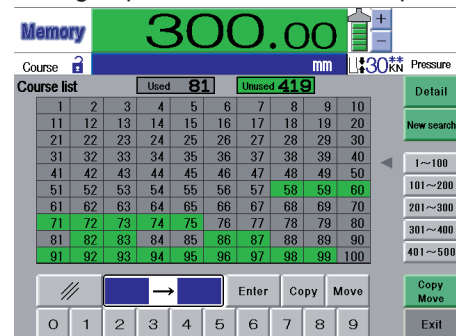 Memory 300.00 + -
mm 30** KN Pressure
Course
Course list Used 81 Unused 419 Detail
1 2 3 4 5 6 7 8 9 10
11 12 13 14 15 16 17 18 19 20 New search
21 22 23 24 25 26 27 28 29 30
31 32 33 34 35 36 37 38 39 40 1~100
41 42 43 44 45 46 47 48 49 50
51 52 53 54 55 56 57 58 59 60 101~200
61 62 63 64 65 66 67 68 69 70 201~300
71 72 73 74 75 76 77 78 79 80 301~400
81 82 83 84 85 86 87 88 89 90
91 92 93 94 95 96 97 98 99 100 401~500
→ Enter Copy Move Copy Move
0 1 2 3 4 5 6 7 8 9 Exit